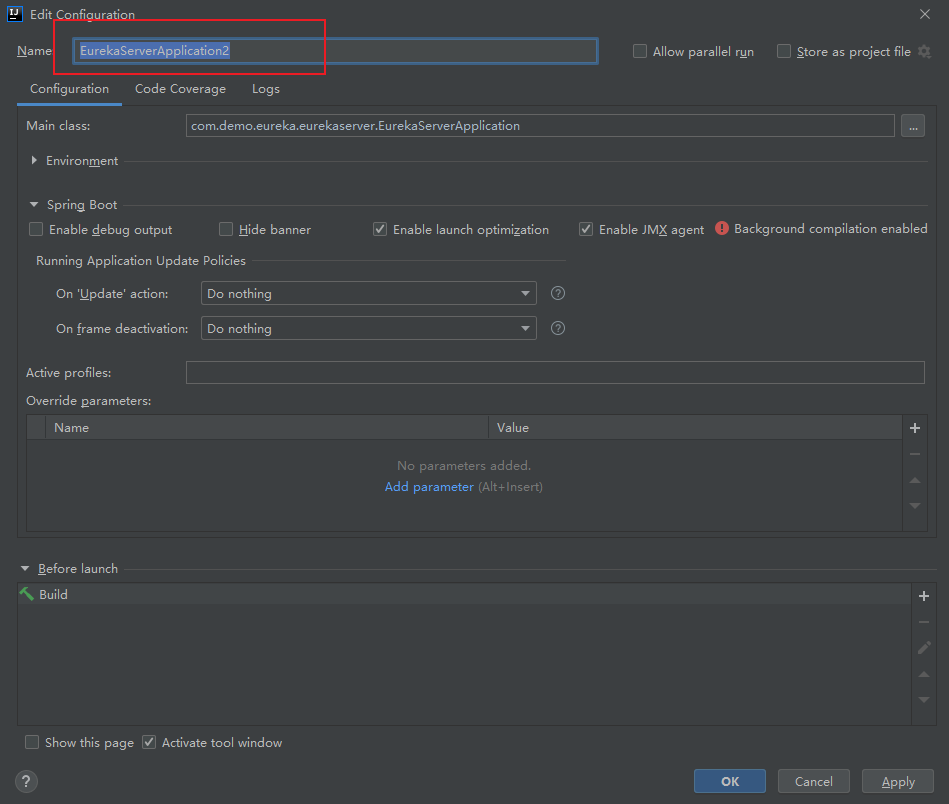 Edit Configuration
Name: EurekaServerApplication2 Allow parallel run Store as project file
Configuration Code Coverage Logs
Main class: com.demo.eureka.eurekaserver.EurekaServerApplication ...
Environment
Spring Boot
Enable debug output Hide banner Enable launch optimization Enable JMX agent Background compilation enabled
Running Application Update Policies
On 'Update' action: Do nothing ?
On frame deactivation: Do nothing ?
Active profiles:
Override parameters:
Name Value
No parameters added.
Add parameter (Alt+Insert)
Before launch
Build
Show this page Activate tool window
? OK Cancel Apply